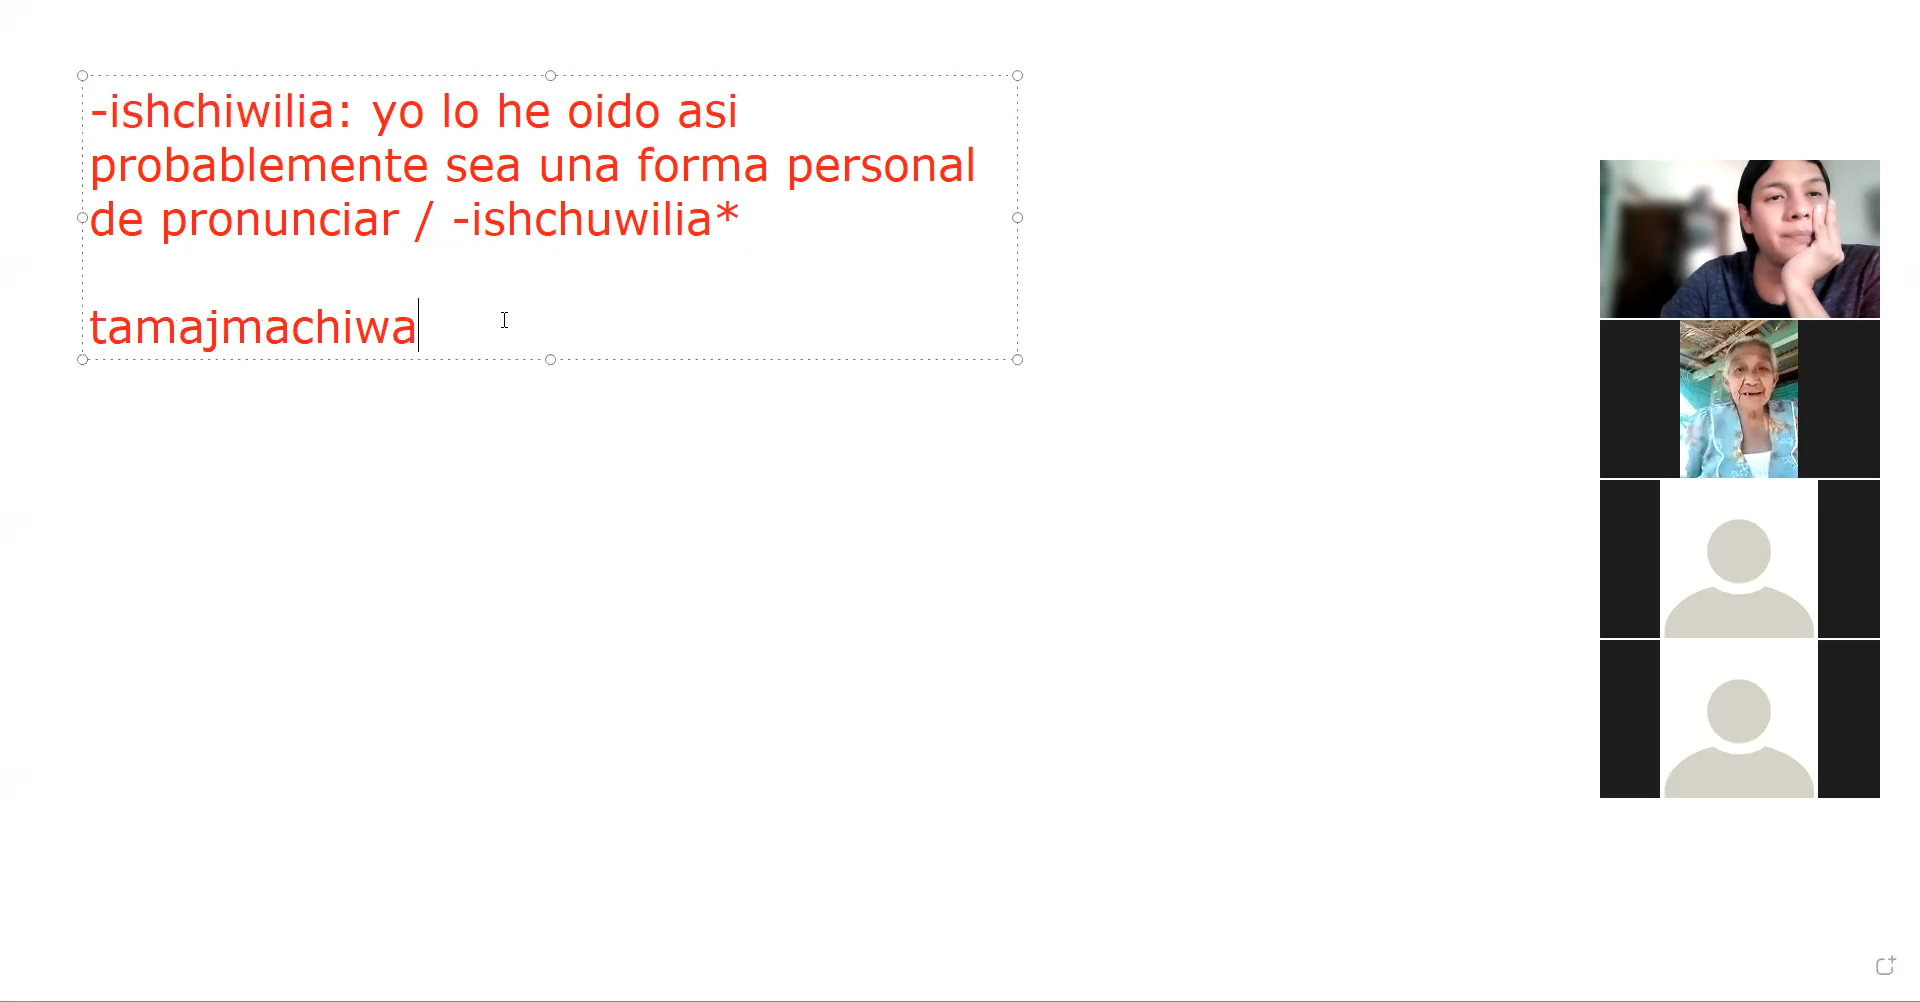 -ishchiwilia: yo lo he oido asi
probablemente sea una forma personal
de pronunciar / -ishchuwilia*
tamajmachiwa